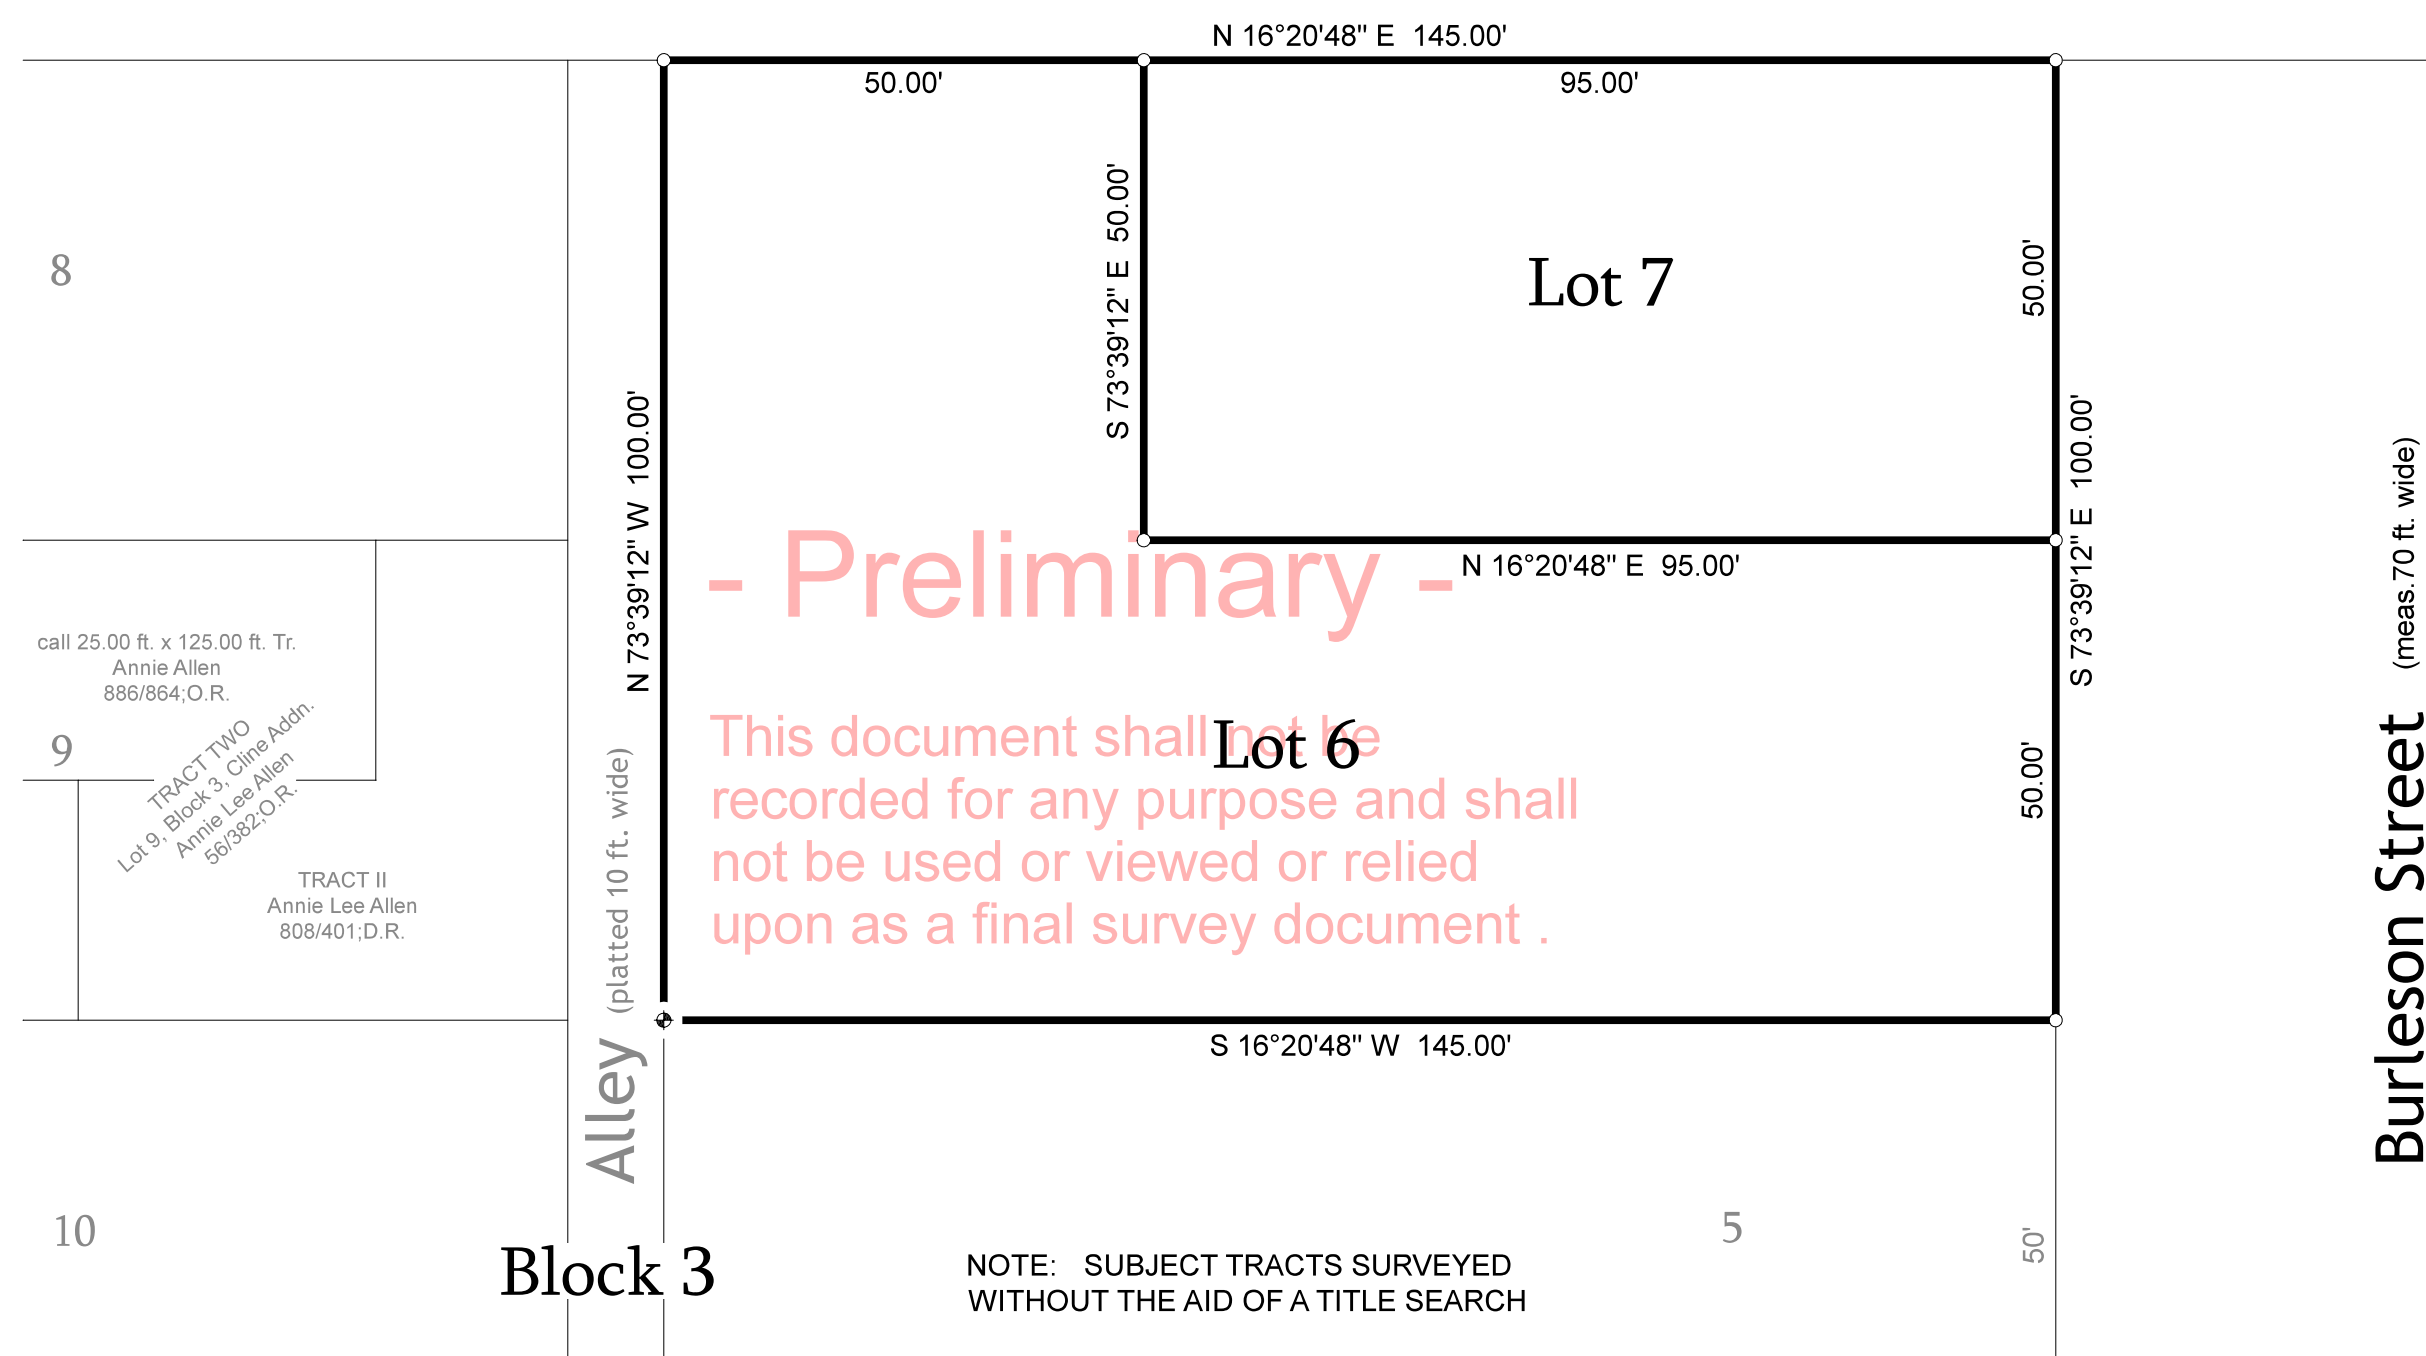 N 16°20'48" E  145.00'
50.00'
95.00'
S 73°39'12" E  50.00'
Lot 7
50.00'
8
N 73°39'12" W  100.00'
S 73°39'12" E  100.00'
- Preliminary -
N 16°20'48" E  95.00'
call 25.00 ft. x 125.00 ft. Tr.
Annie Allen
886/864;O.R.
9
TRACT TWO
Lot 9, Block 3, Cline Addn.
Annie Lee Allen
56/382;O.R.
TRACT II
Annie Lee Allen
808/401;D.R.
This document shall not be
recorded for any purpose and shall
not be used or viewed or relied
upon as a final survey document .
Lot 6
50.00'
Alley (platted 10 ft. wide)
Burleson Street (meas.70 ft. wide)
S 16°20'48" W  145.00'
10
Block 3
5
50'
NOTE: SUBJECT TRACTS SURVEYED
WITHOUT THE AID OF A TITLE SEARCH